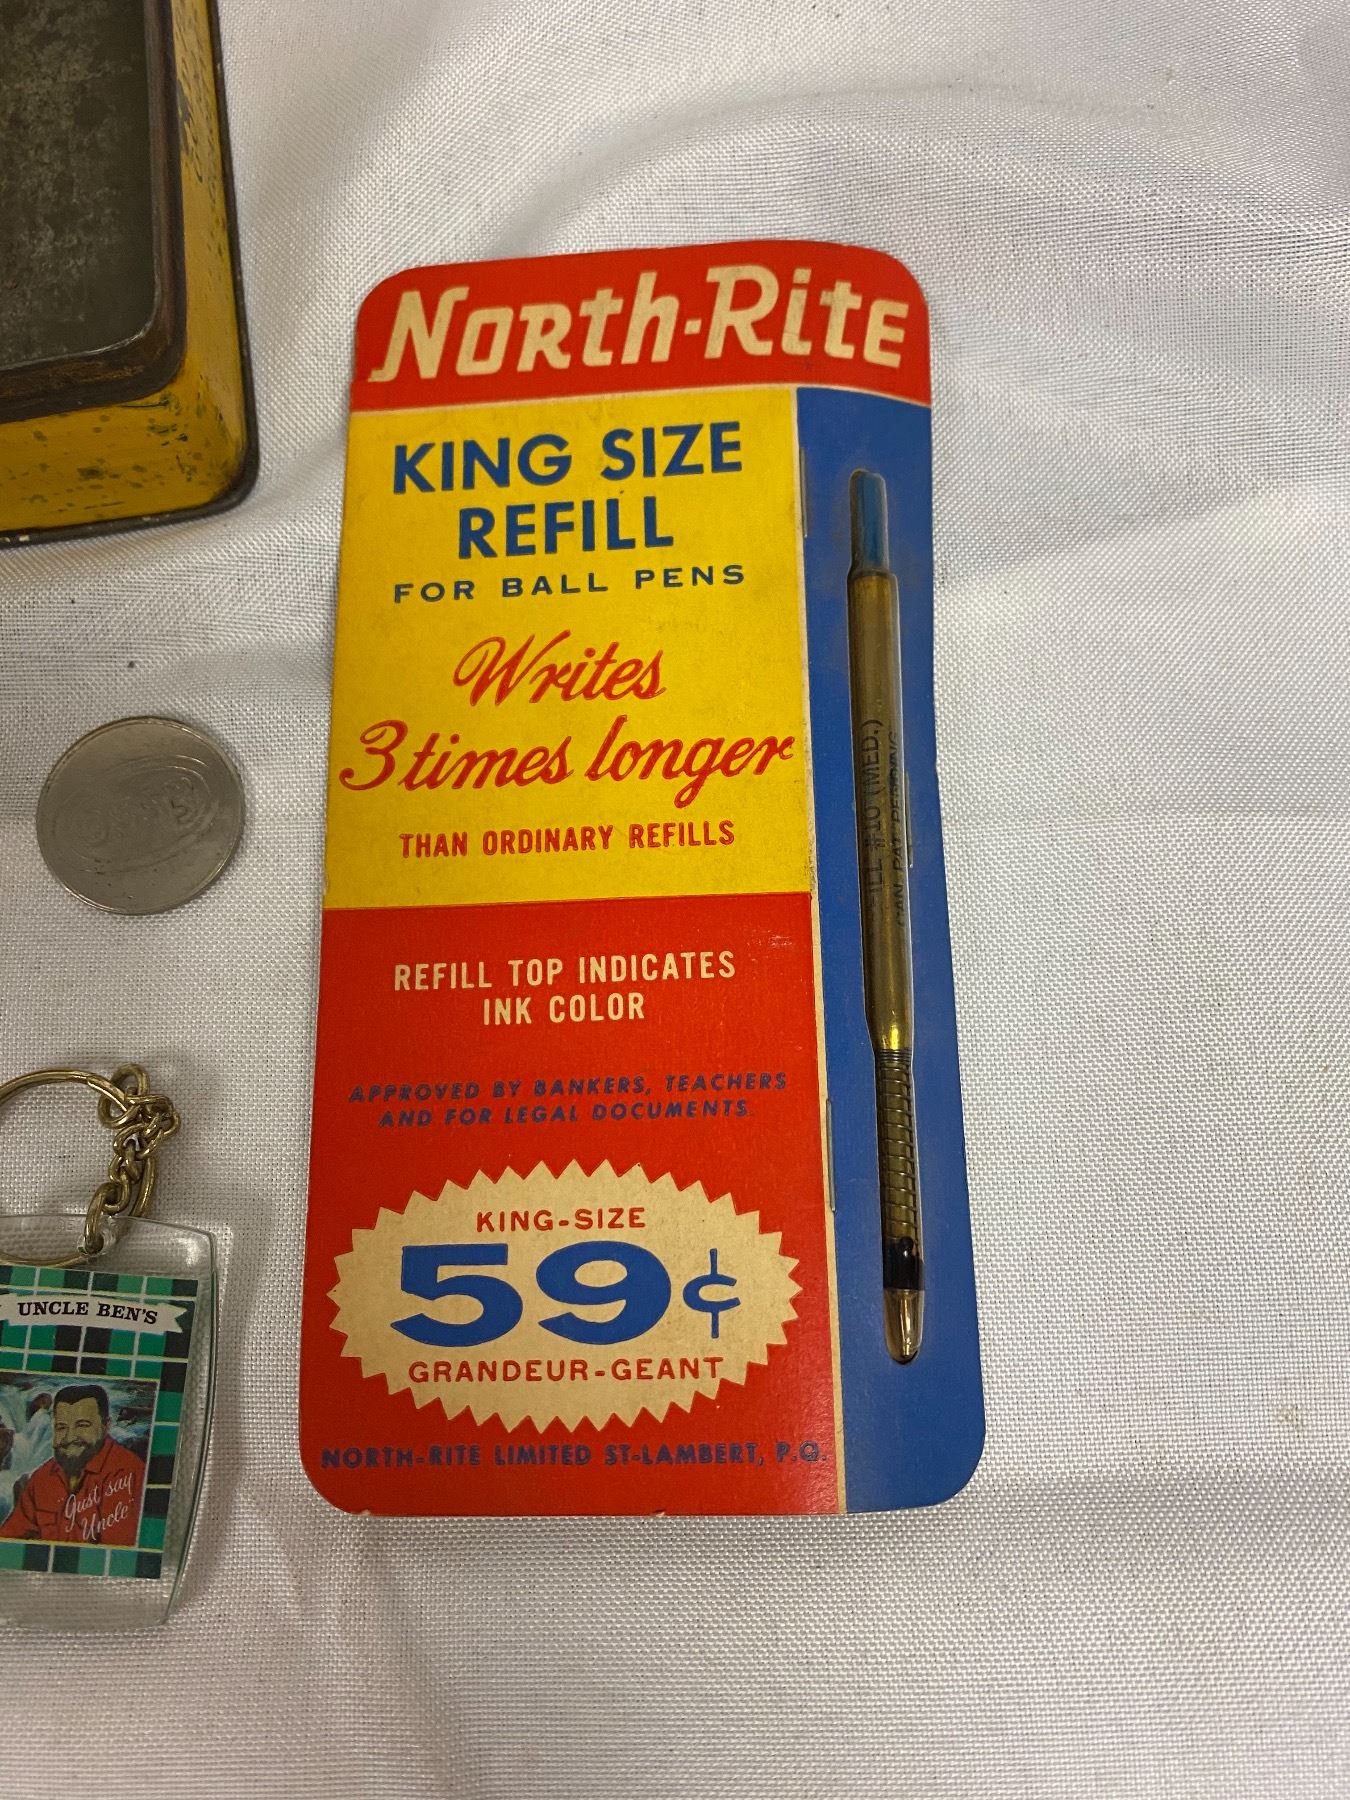 North-Rite
KING SIZE
REFILL
FOR BALL PENS
Writes
3 times longer
THAN ORDINARY REFILLS
REFILL TOP INDICATES
INK COLOR
APPROVED BY BANKERS, TEACHERS
AND FOR LEGAL DOCUMENTS.
KING-SIZE
59¢
GRANDEUR-GEANT
NORTH-RITE LIMITED ST-LAMBERT, P.Q.
#10 (MED.)
UNCLE BEN'S
"Just say
Uncle"